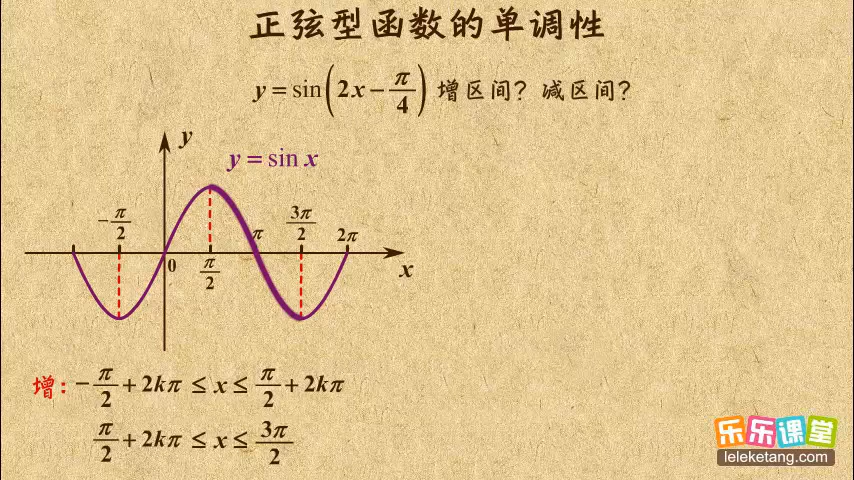 正弦型函数的单调性
y = sin(2x − π/4) 增区间? 减区间?
y
y = sin x
−π/2
0
π/2
π
3π/2
2π
x
增: −π/2 + 2kπ ≤ x ≤ π/2 + 2kπ
π/2 + 2kπ ≤ x ≤ 3π/2
乐乐课堂
leleketang.com